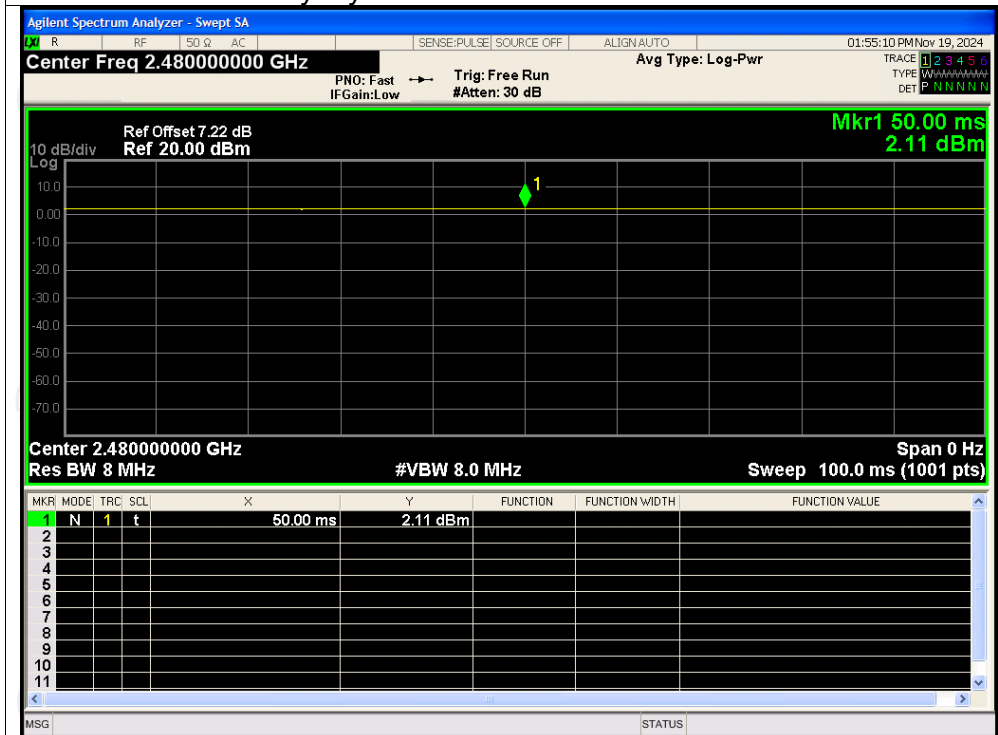 Agilent Spectrum Analyzer - Swept SA
LXI R RF 50 Ω AC SENSE:PULSE SOURCE OFF ALIGNAUTO 01:55:10 PM Nov 19, 2024
Center Freq 2.480000000 GHz Avg Type: Log-Pwr TRACE 1 2 3 4 5 6
PNO: Fast Trig: Free Run TYPE W
IFGain:Low #Atten: 30 dB DET P N N N N N
Mkr1 50.00 ms
Ref Offset 7.22 dB
10 dB/div Ref 20.00 dBm 2.11 dBm
Log
10.0
1
0.00
-10.0
-20.0
-30.0
-40.0
-50.0
-60.0
-70.0
Center 2.480000000 GHz Span 0 Hz
Res BW 8 MHz #VBW 8.0 MHz Sweep 100.0 ms (1001 pts)
MKR MODE TRC SCL X Y FUNCTION FUNCTION WIDTH FUNCTION VALUE
1 N 1 t 50.00 ms 2.11 dBm
2
3
4
5
6
7
8
9
10
11
MSG STATUS